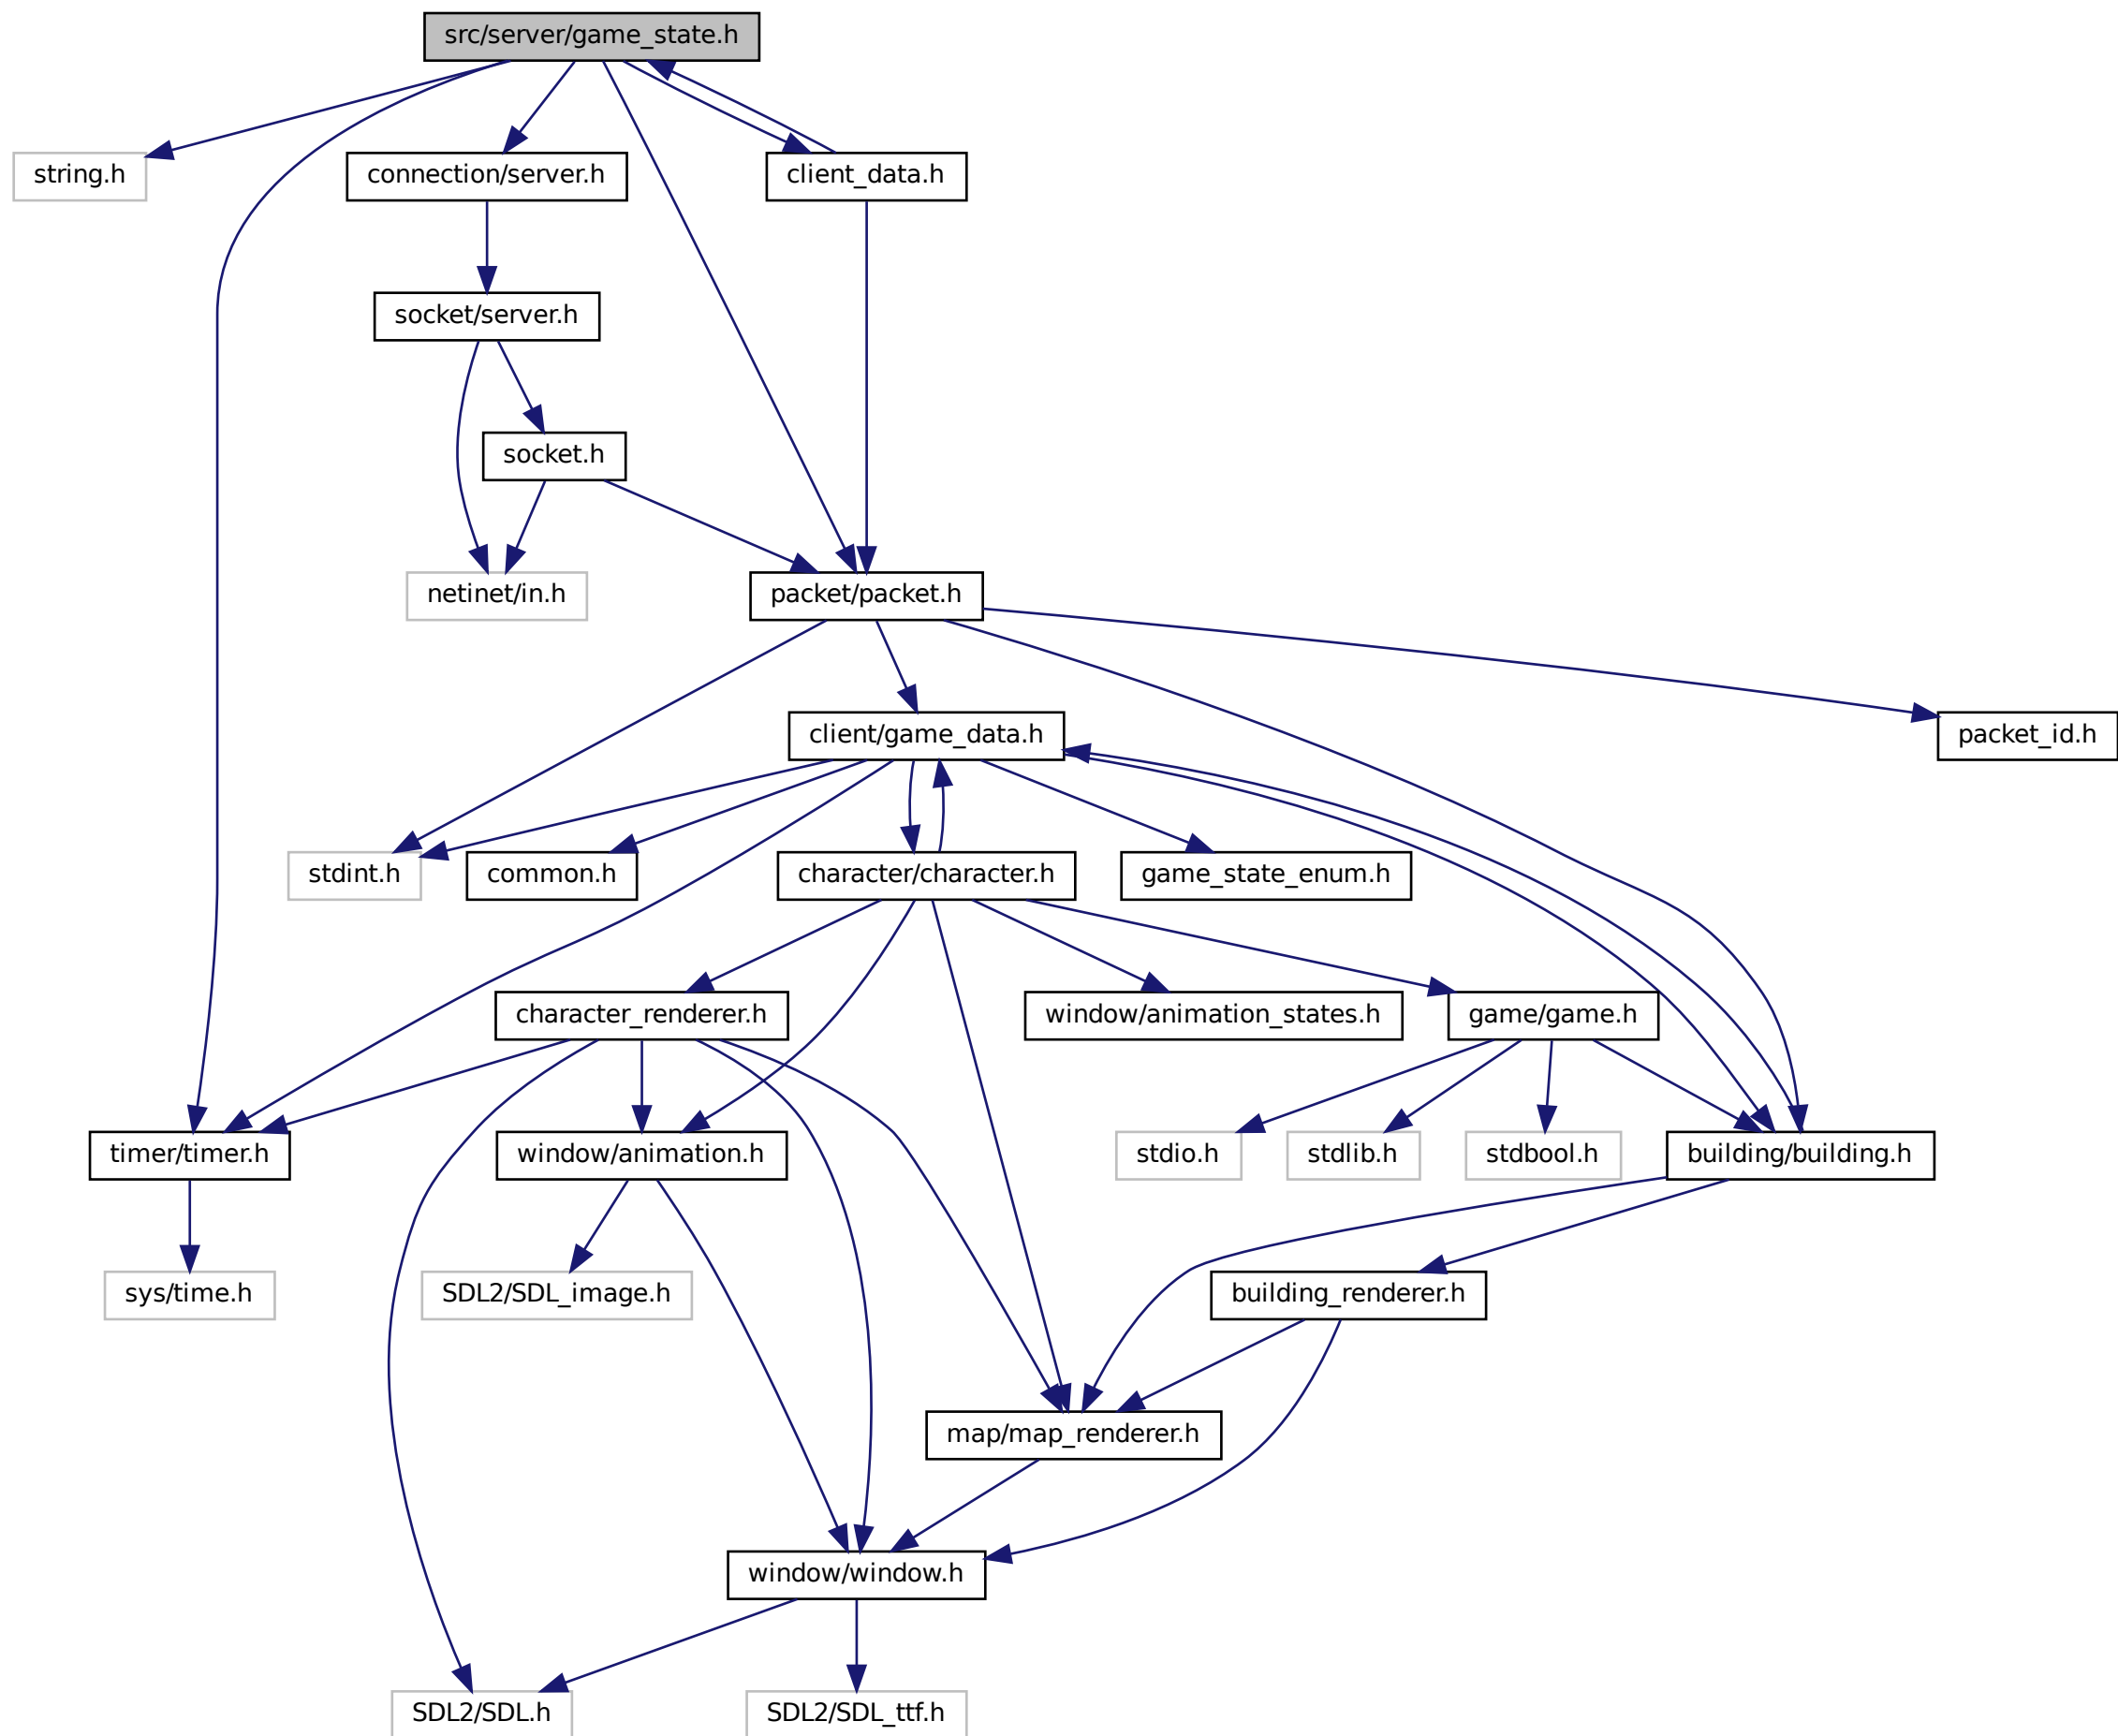 src/server/game_state.h
string.h
connection/server.h
client_data.h
socket/server.h
socket.h
netinet/in.h
packet/packet.h
client/game_data.h
packet_id.h
stdint.h
common.h
character/character.h
game_state_enum.h
character_renderer.h
window/animation_states.h
game/game.h
timer/timer.h
window/animation.h
stdio.h
stdlib.h
stdbool.h
building/building.h
sys/time.h
SDL2/SDL_image.h
building_renderer.h
map/map_renderer.h
window/window.h
SDL2/SDL.h
SDL2/SDL_ttf.h